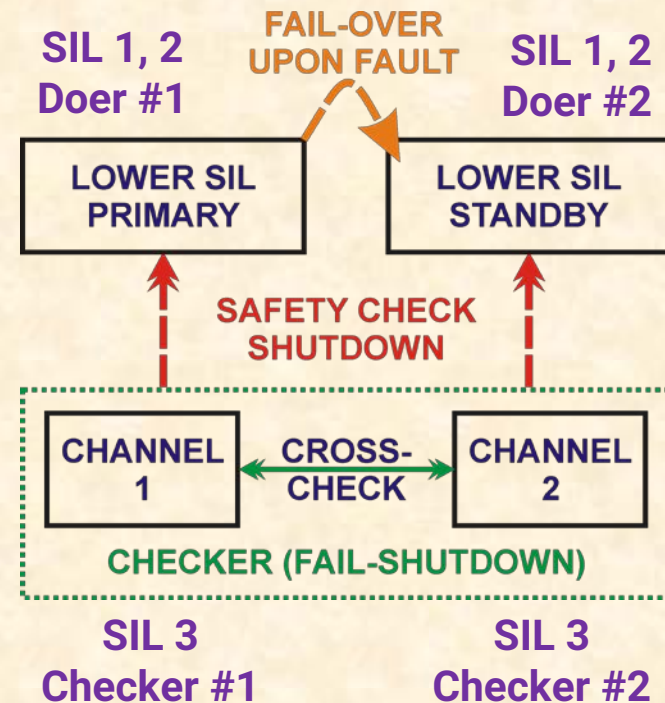 SIL 1, 2
Doer #1
FAIL-OVER
UPON FAULT
SIL 1, 2
Doer #2
LOWER SIL
PRIMARY
LOWER SIL
STANDBY
SAFETY CHECK
SHUTDOWN
CHANNEL
1
CROSS-
CHECK
CHANNEL
2
CHECKER (FAIL-SHUTDOWN)
SIL 3
Checker #1
SIL 3
Checker #2